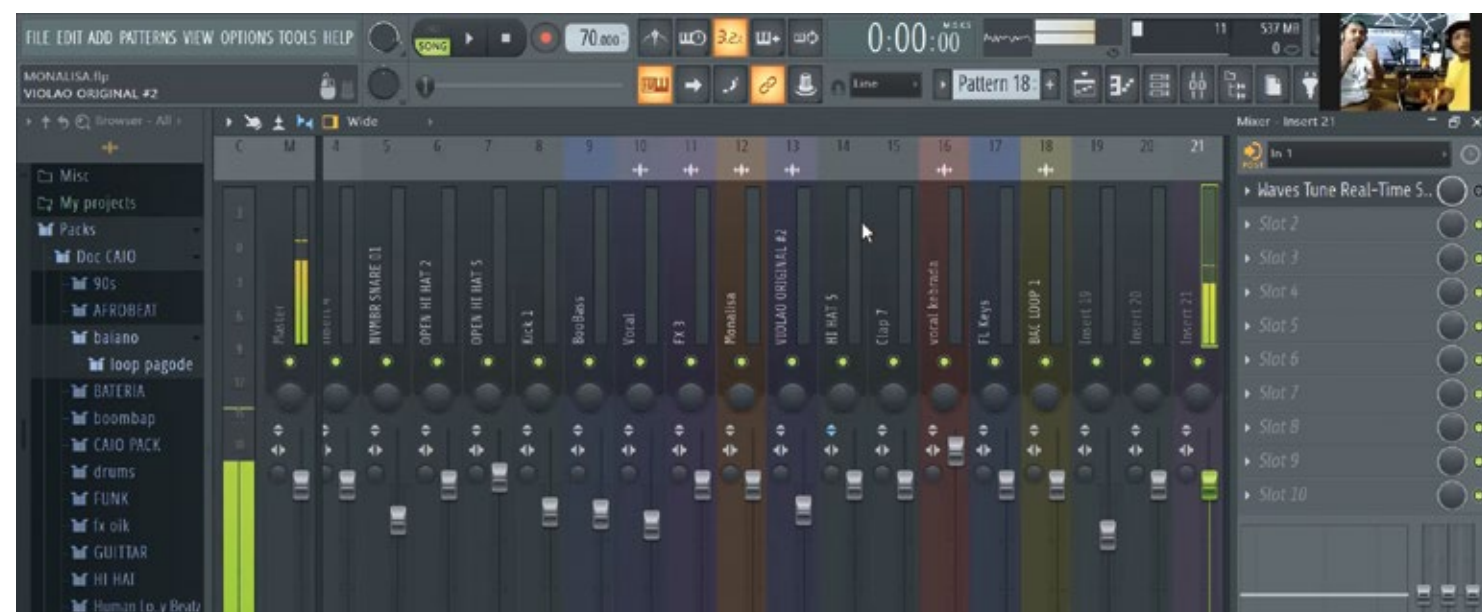 FILE EDIT ADD PATTERNS VIEW OPTIONS TOOLS HELP
SONG
70.000
3.2.
0:00:00
M:S:CS
11
537 MB
0
MONALISA.flp
VIOLAO ORIGINAL #2
Line
Pattern 18
Browser - All
Wide
Mixer - Insert 21
Misc
My projects
Packs
Doc CAIO
90s
AFROBEAT
baiano
loop pagode
BATERIA
boombap
CAIO PACK
drums
FUNK
fx oik
GUITTAR
HI HAT
C M 4 5 6 7 8 9 10 11 12 13 14 15 16 17 18 19 20 21
Master
NVMBR SNARE 01
OPEN HI HAT 2
OPEN HI HAT 5
Kick 1
BooBass
Vocal
FX 3
Monalisa
VIOLAO ORIGINAL #2
HI HAT 5
Clap 7
vocal kebrada
FL Keys
BAC LOOP 1
Insert 19
Insert 20
Insert 21
In 1
POST
Waves Tune Real-Time S..
Slot 2
Slot 3
Slot 4
Slot 5
Slot 6
Slot 7
Slot 8
Slot 9
Slot 10